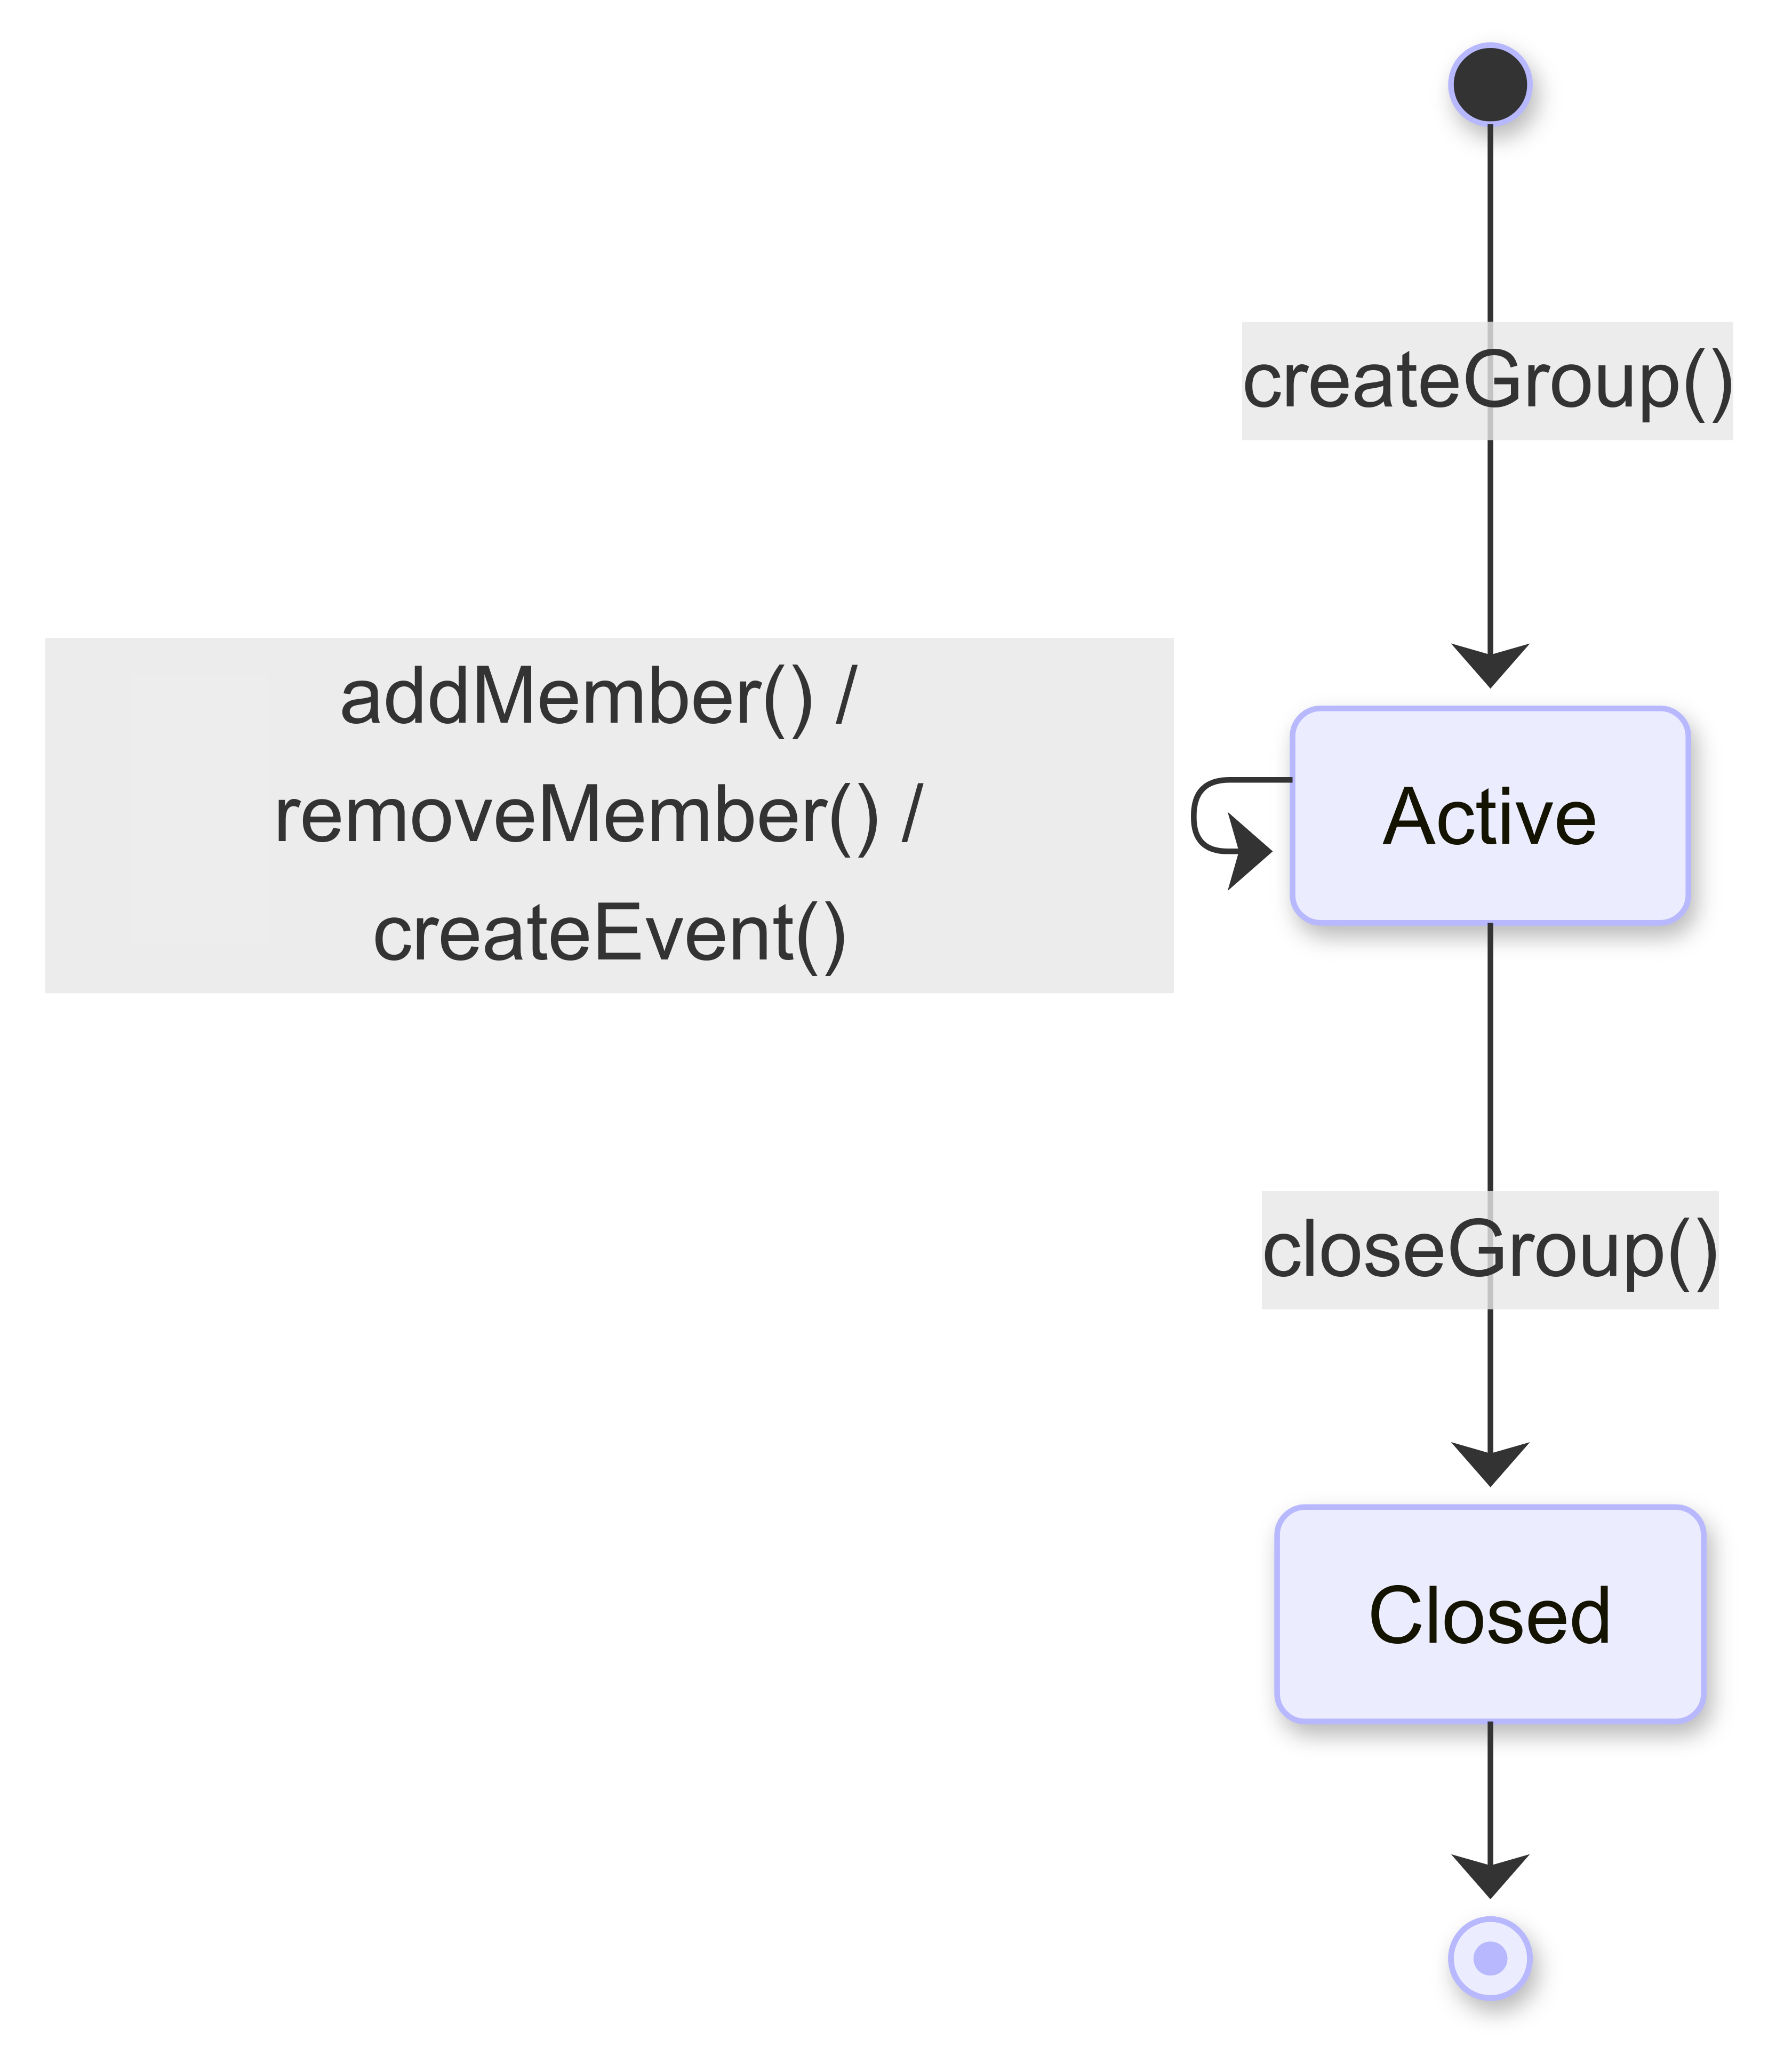 createGroup()
addMember() /
removeMember() /
createEvent()
Active
closeGroup()
Closed